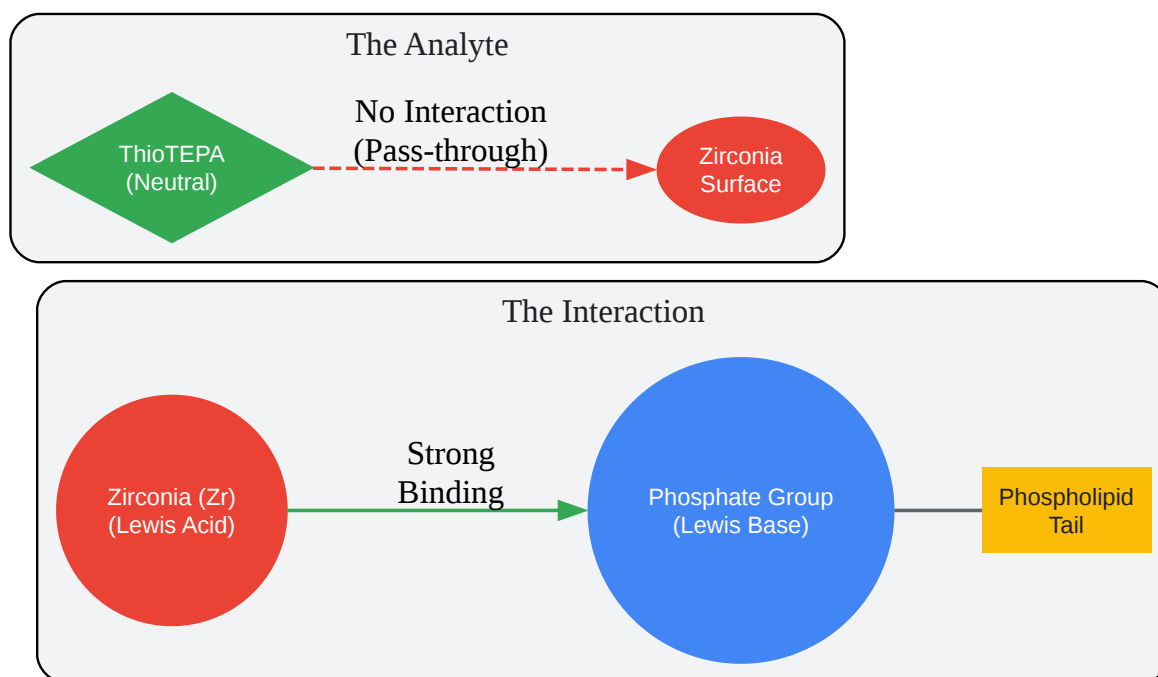 The Analyte
No Interaction
(Pass-through)
ThioTEPA
(Neutral)
Zirconia
Surface
The Interaction
Strong
Binding
Zirconia (Zr)
(Lewis Acid)
Phosphate Group
(Lewis Base)
Phospholipid
Tail